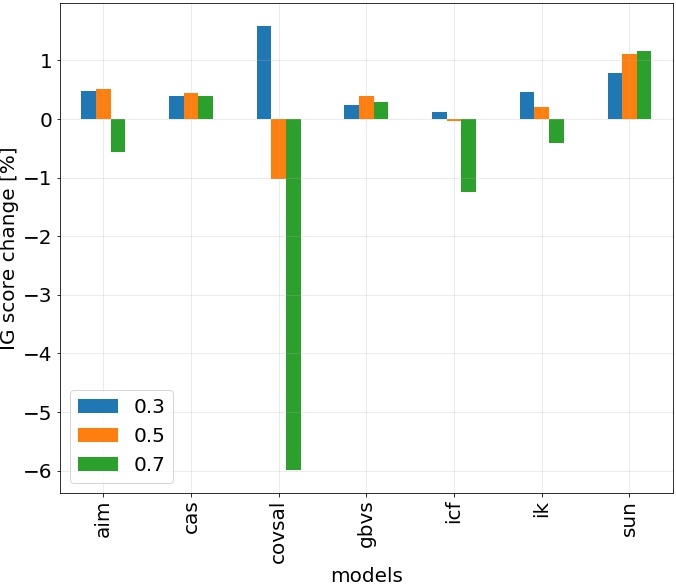 IG score change [%]
1
0
−1
−2
−3
−4
−5
−6
0.3
0.5
0.7
aim
cas
covsal
gbvs
icf
ik
sun
models